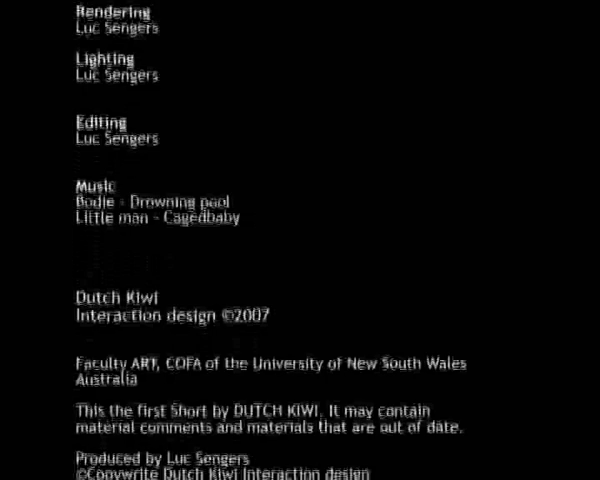 Rendering
Luc Sengers
Lighting
Luc Sengers
Editing
Luc Sengers
Music
Bodie - Drowning pool
Little man - Cagedbaby
Dutch Kiwi
Interaction design ©2007
Faculty ART, COFA of the University of New South Wales
Australia
This the first Short by DUTCH KIWI. It may contain
material comments and materials that are out of date.
Produced by Luc Sengers
©Copywrite Dutch Kiwi Interaction design